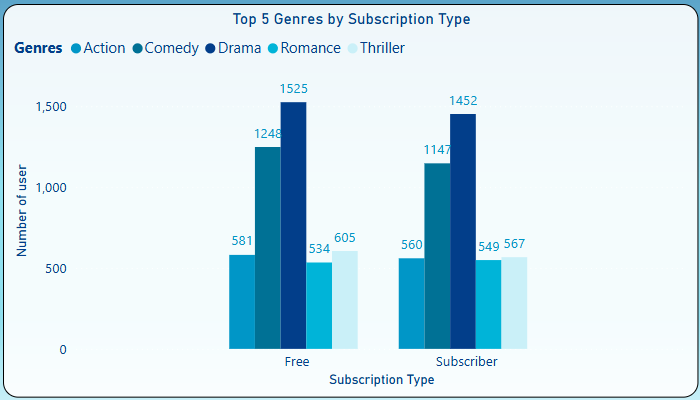 Top 5 Genres by Subscription Type
Genres Action Comedy Drama Romance Thriller
Number of user
1,500
1,000
500
0
581
1248
1525
534
605
560
1147
1452
549
567
Free
Subscriber
Subscription Type